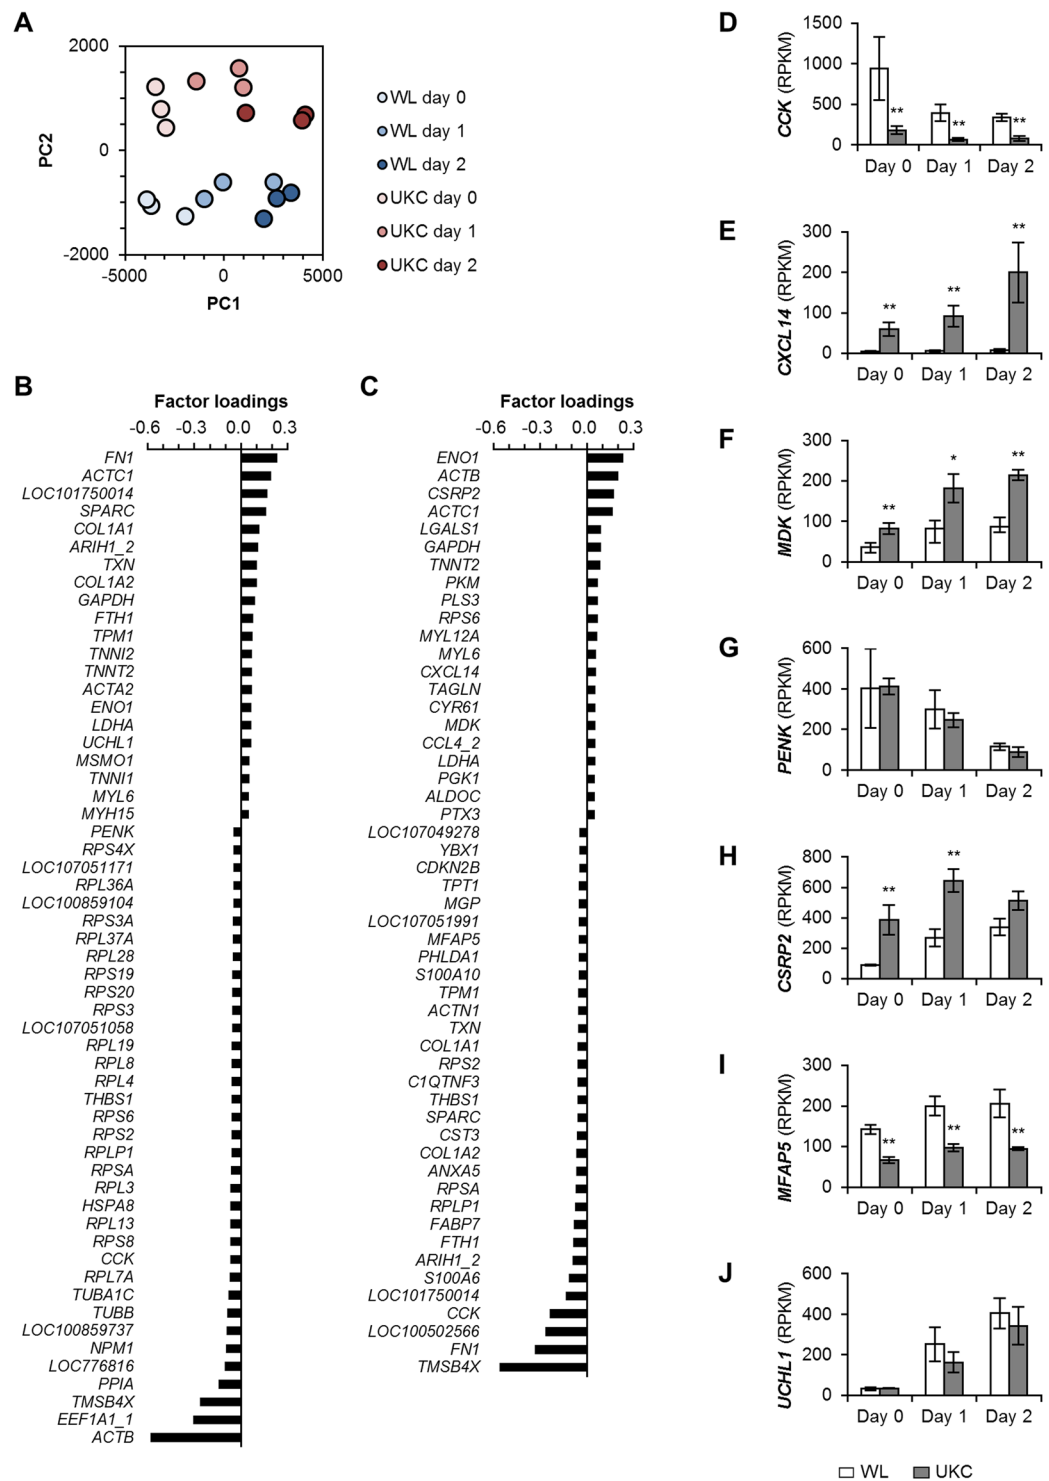 A
2000
0
-2000
PC2
-5000
0
5000
PC1
WL day 0
WL day 1
WL day 2
UKC day 0
UKC day 1
UKC day 2
B
Factor loadings
-0.6 -0.3 0.0 0.3
FN1
ACTC1
LOC101750014
SPARC
COL1A1
ARIH1_2
TXN
COL1A2
GAPDH
FTH1
TPM1
TNNI2
TNNT2
ACTA2
ENO1
LDHA
UCHL1
MSMO1
TNNI1
MYL6
MYH15
PENK
RPS4X
LOC107051171
RPL36A
LOC100859104
RPS3A
RPL37A
RPL28
RPS19
RPS20
RPS3
LOC107051058
RPL19
RPL8
RPL4
THBS1
RPS6
RPS2
RPLP1
RPSA
RPL3
HSPA8
RPL13
RPS8
CCK
RPL7A
TUBA1C
TUBB
LOC100859737
NPM1
LOC776816
PPIA
TMSB4X
EEF1A1_1
ACTB
C
Factor loadings
-0.6 -0.3 0.0 0.3
ENO1
ACTB
CSRP2
ACTC1
LGALS1
GAPDH
TNNT2
PKM
PLS3
RPS6
MYL12A
MYL6
CXCL14
TAGLN
CYR61
MDK
CCL4_2
LDHA
PGK1
ALDOC
PTX3
LOC107049278
YBX1
CDKN2B
TPT1
MGP
LOC107051991
MFAP5
PHLDA1
S100A10
TPM1
ACTN1
TXN
COL1A1
RPS2
C1QTNF3
THBS1
SPARC
CST3
COL1A2
ANXA5
RPSA
RPLP1
FABP7
FTH1
ARIH1_2
S100A6
LOC101750014
CCK
LOC100502566
FN1
TMSB4X
D
CCK (RPKM)
1500
1000
500
0
** ** **
Day 0 Day 1 Day 2
E
CXCL14 (RPKM)
300
200
100
0
** ** **
Day 0 Day 1 Day 2
F
MDK (RPKM)
300
200
100
0
** * **
Day 0 Day 1 Day 2
G
PENK (RPKM)
600
400
200
0
Day 0 Day 1 Day 2
H
CSRP2 (RPKM)
800
600
400
200
0
** **
Day 0 Day 1 Day 2
I
MFAP5 (RPKM)
300
200
100
0
** ** **
Day 0 Day 1 Day 2
J
UCHL1 (RPKM)
600
400
200
0
Day 0 Day 1 Day 2
WL UKC